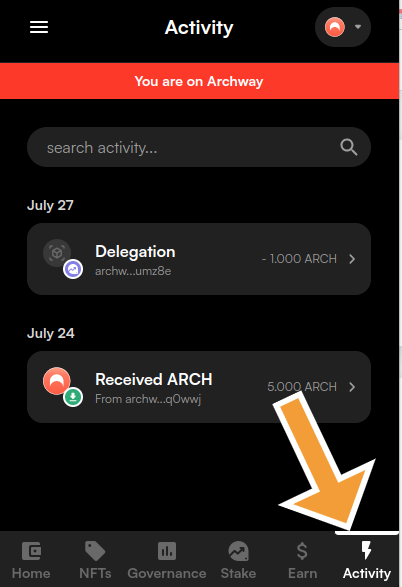 Activity
You are on Archway
search activity...
July 27
Delegation
- 1.000 ARCH
archw...umz8e
July 24
Received ARCH
5.000 ARCH
From archw...q0wwj
Home
NFTs
Governance
Stake
Earn
Activity